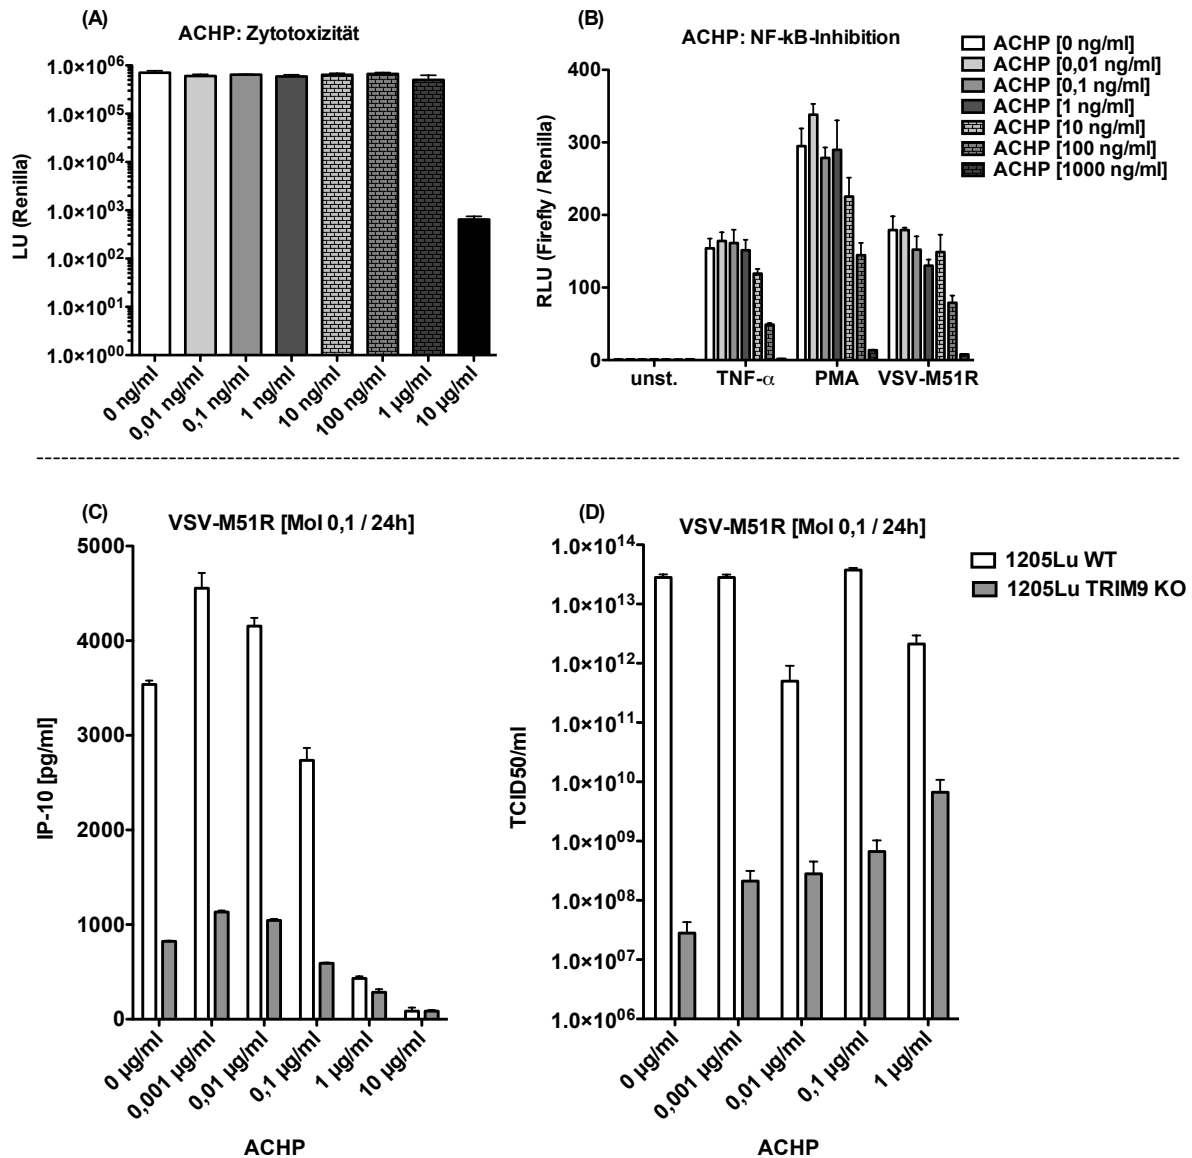 (A)
ACHP: Zytotoxizität
LU (Renilla)
1.0×10⁰⁶
1.0×10⁰⁵
1.0×10⁰⁴
1.0×10⁰³
1.0×10⁰²
1.0×10⁰¹
1.0×10⁰⁰
0 ng/ml
0,01 ng/ml
0,1 ng/ml
1 ng/ml
10 ng/ml
100 ng/ml
1 µg/ml
10 µg/ml
(B)
ACHP: NF-kB-Inhibition
RLU (Firefly / Renilla)
400
300
200
100
0
unst.
TNF-α
PMA
VSV-M51R
ACHP [0 ng/ml]
ACHP [0,01 ng/ml]
ACHP [0,1 ng/ml]
ACHP [1 ng/ml]
ACHP [10 ng/ml]
ACHP [100 ng/ml]
ACHP [1000 ng/ml]
(C)
VSV-M51R [MoI 0,1 / 24h]
IP-10 [pg/ml]
5000
4000
3000
2000
1000
0
0 µg/ml
0,001 µg/ml
0,01 µg/ml
0,1 µg/ml
1 µg/ml
10 µg/ml
ACHP
(D)
VSV-M51R [MoI 0,1 / 24h]
TCID50/ml
1.0×10¹⁴
1.0×10¹³
1.0×10¹²
1.0×10¹¹
1.0×10¹⁰
1.0×10⁰⁹
1.0×10⁰⁸
1.0×10⁰⁷
1.0×10⁰⁶
0 µg/ml
0,001 µg/ml
0,01 µg/ml
0,1 µg/ml
1 µg/ml
ACHP
1205Lu WT
1205Lu TRIM9 KO